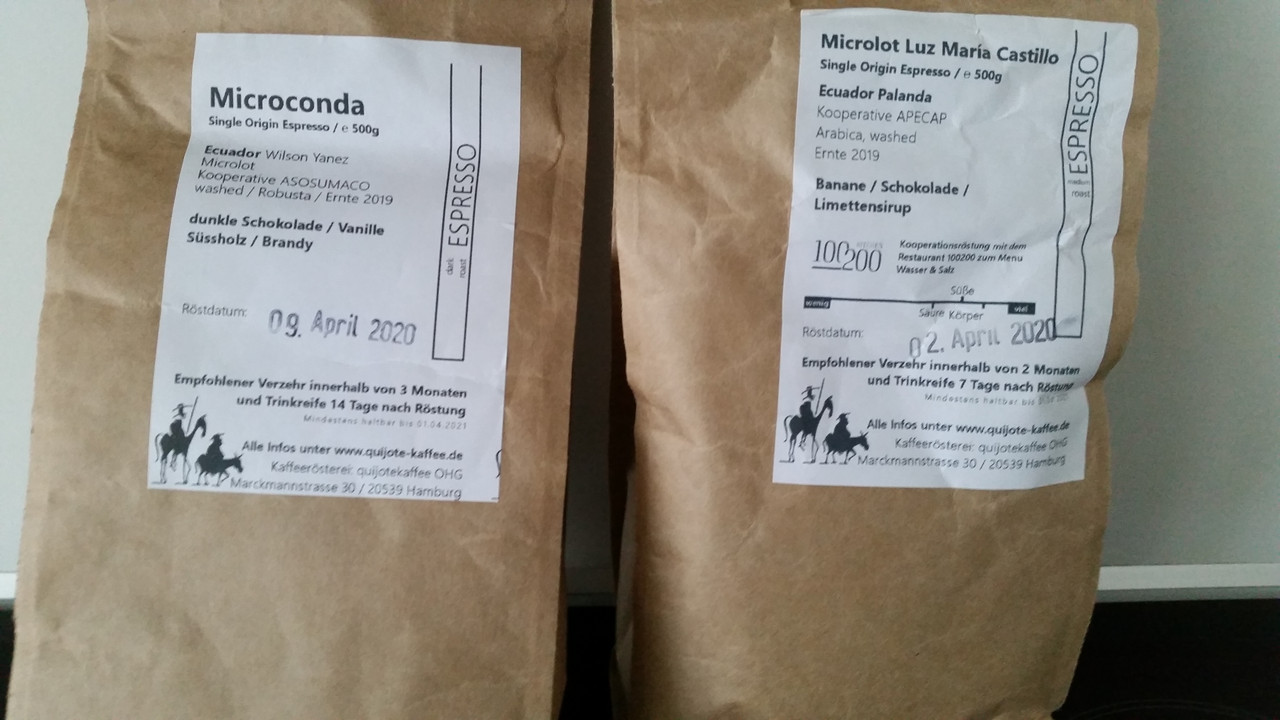 Microconda
Single Origin Espresso / ℮ 500g
Ecuador Wilson Yanez
Microlot
Kooperative ASOSUMACO
washed / Robusta / Ernte 2019
dunkle Schokolade / Vanille
Süssholz / Brandy
dark roast ESPRESSO
Röstdatum: 09. April 2020
Empfohlener Verzehr innerhalb von 3 Monaten
und Trinkreife 14 Tage nach Röstung
Mindestens haltbar bis 01.04.2021
Alle Infos unter www.quijote-kaffee.de
Kaffeerösterei: quijotekaffee OHG
Marckmannstrasse 30 / 20539 Hamburg
Microlot Luz María Castillo
Single Origin Espresso / ℮ 500g
Ecuador Palanda
Kooperative APECAP
Arabica, washed
Ernte 2019
Banane / Schokolade /
Limettensirup
medium roast ESPRESSO
100200
Kooperationsröstung mit dem
Restaurant 100200 zum Menu
Wasser & Salz
Süße
wenig viel
Säure Körper
Röstdatum: 02. April 2020
Empfohlener Verzehr innerhalb von 2 Monaten
und Trinkreife 7 Tage nach Röstung
Mindestens haltbar bis
Alle Infos unter www.quijote-kaffee.de
Kaffeerösterei: quijotekaffee OHG
Marckmannstrasse 30 / 20539 Hamburg